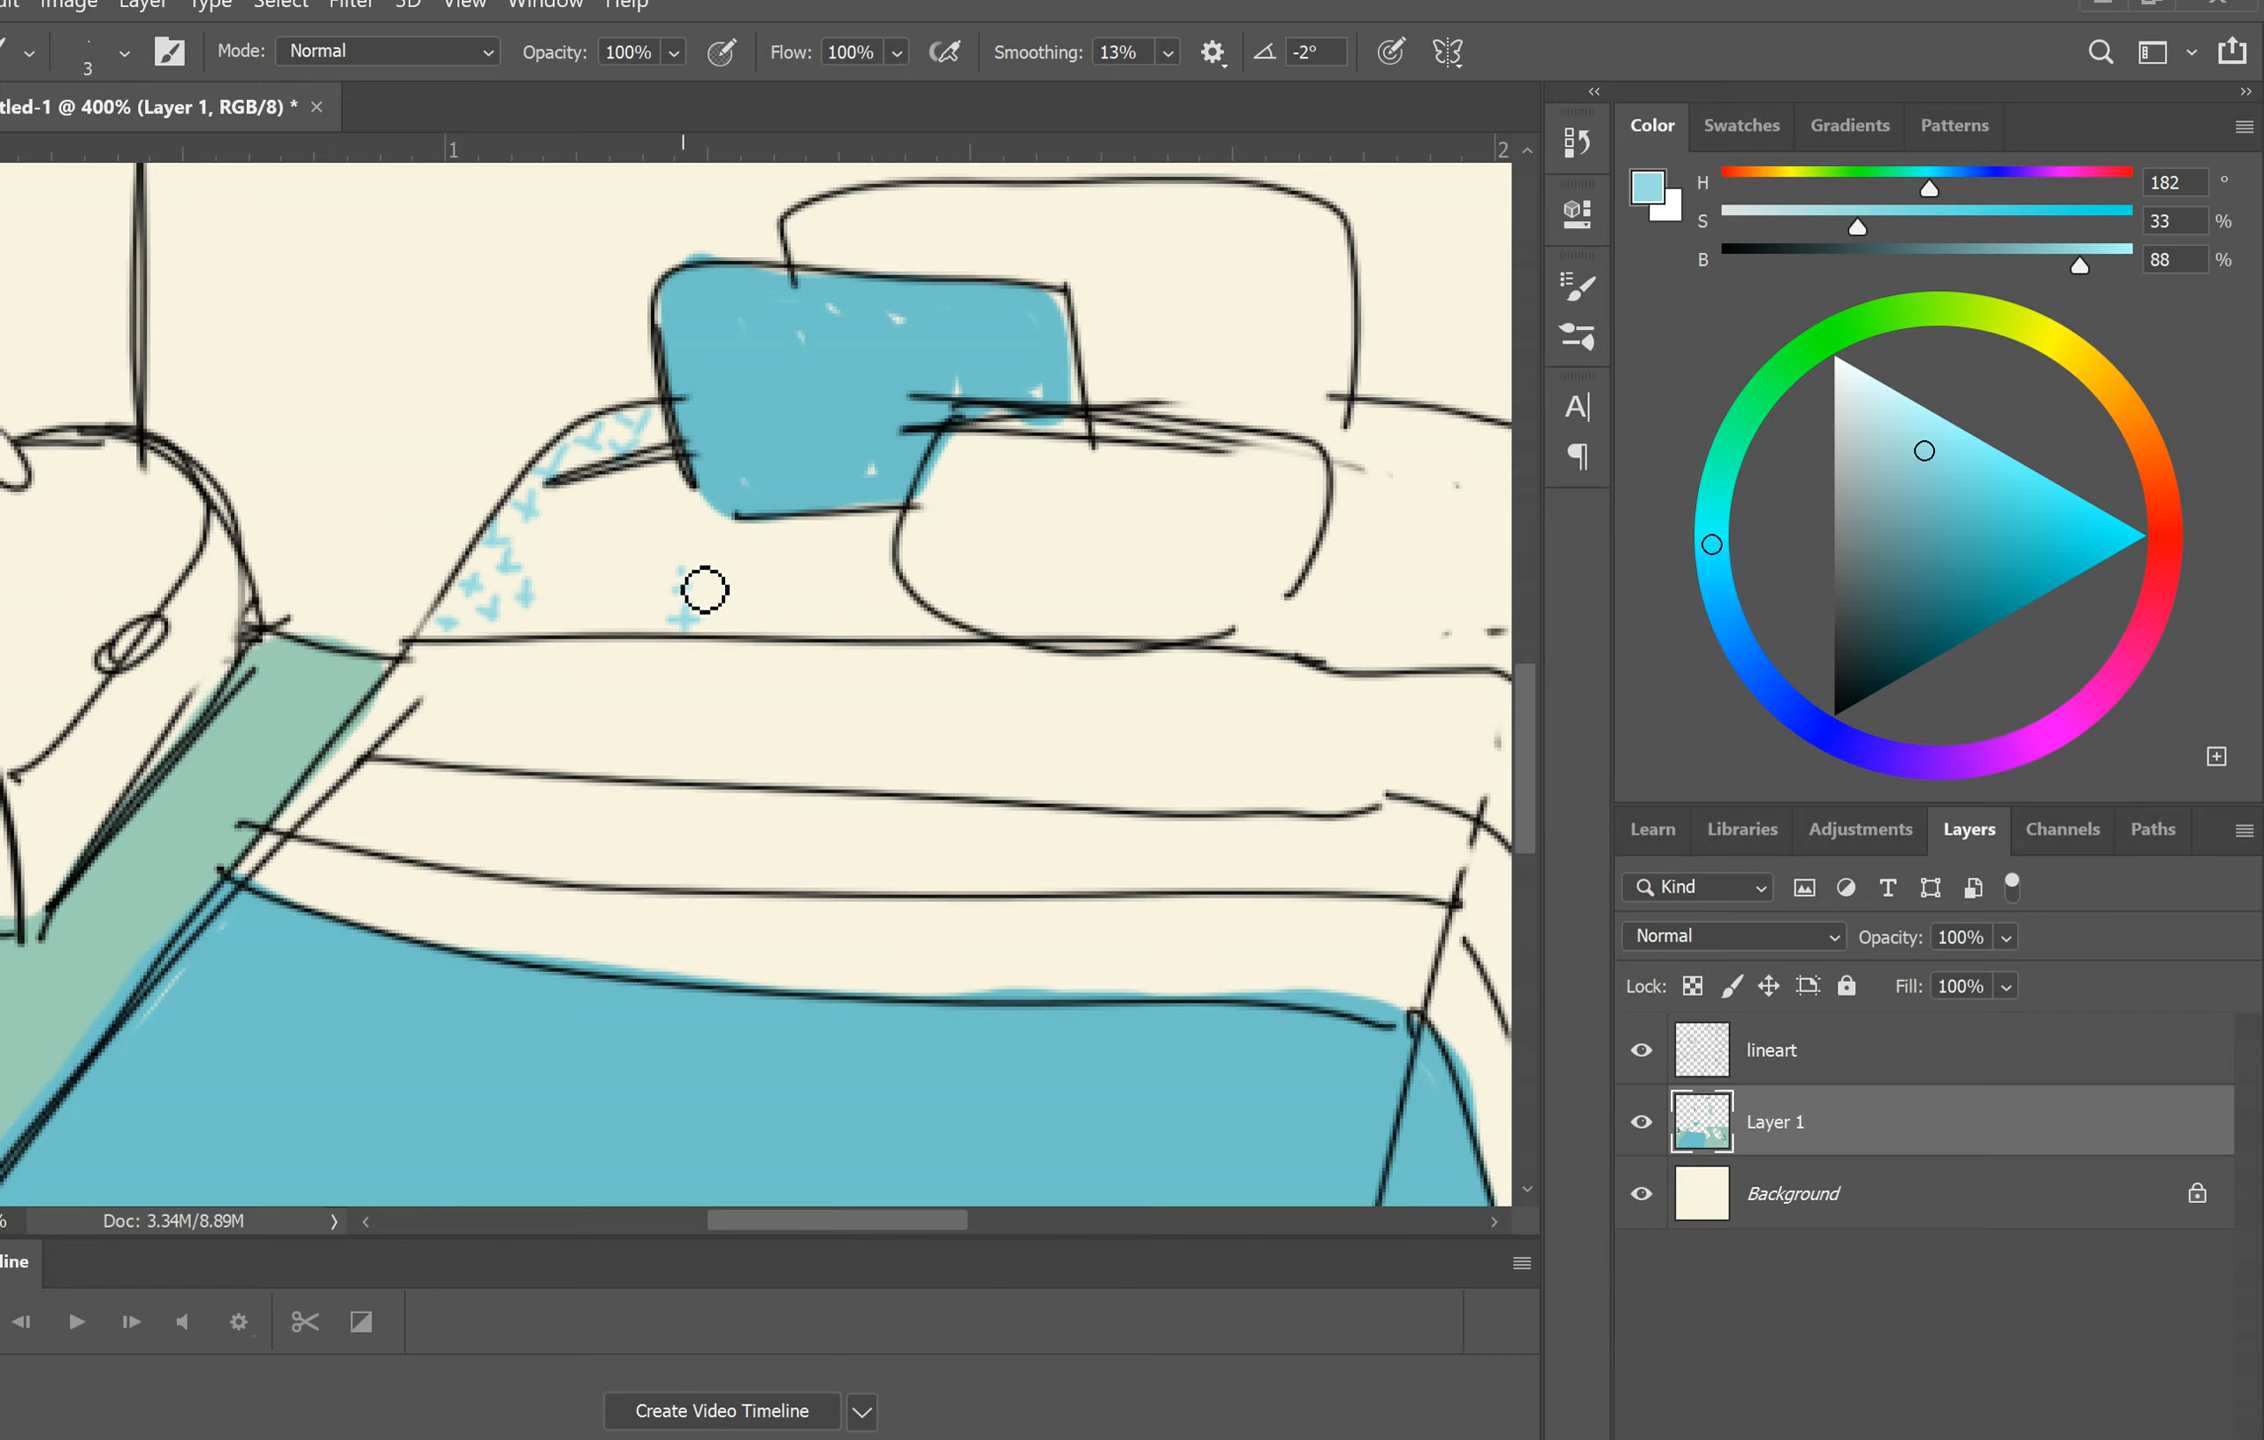 Image Layer Type Select Filter 3D View Window Help
3 Mode: Normal Opacity: 100% Flow: 100% Smoothing: 13% -2°
tled-1 @ 400% (Layer 1, RGB/8) * ×
1 2
Color Swatches Gradients Patterns
H 182 °
S 33 %
B 88 %
A|
Learn Libraries Adjustments Layers Channels Paths
Kind
Normal Opacity: 100%
Lock: Fill: 100%
lineart
Layer 1
Background
% Doc: 3.34M/8.89M
line
Create Video Timeline